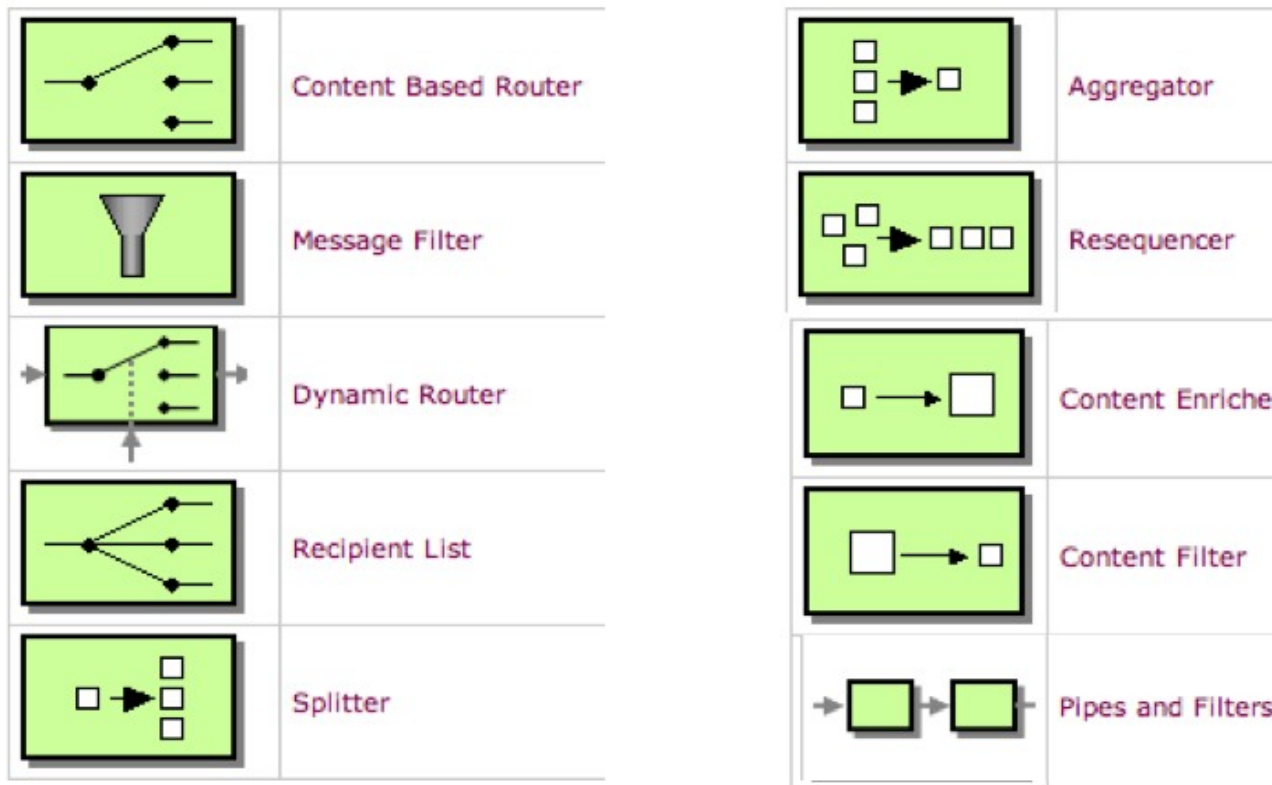 Content Based Router
Message Filter
Dynamic Router
Recipient List
Splitter
Aggregator
Resequencer
Content Enriche
Content Filter
Pipes and Filters